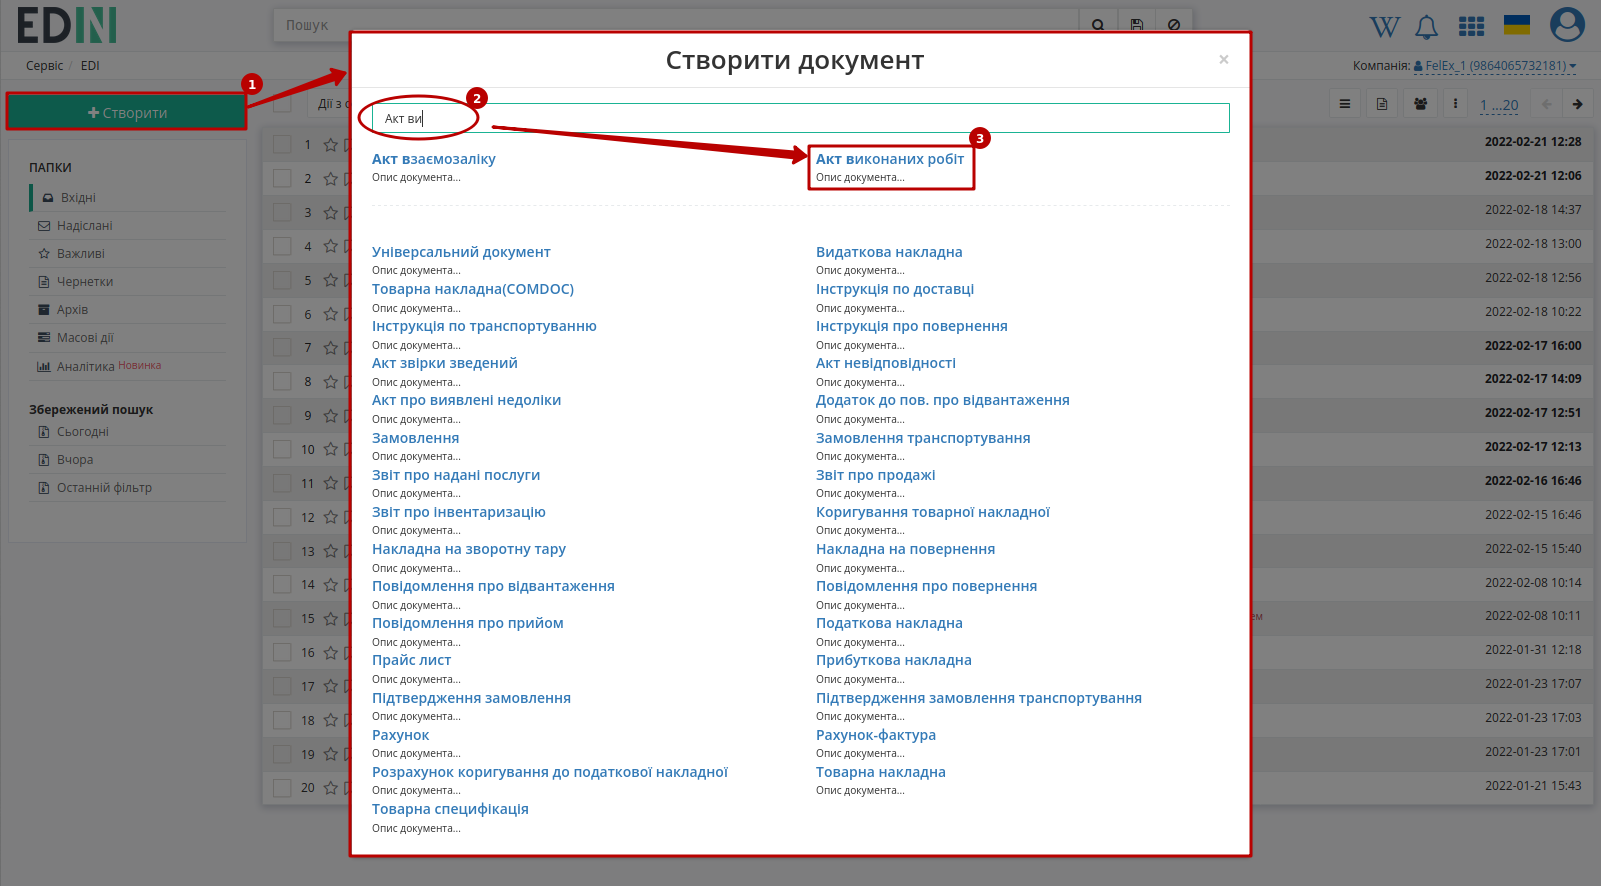 EDIN
Пошук
Сервіс / EDI
Компанія: FelEx_1 (9864065732181)
1
Створити
Дії з
1 ...20
ПАПКИ
Вхідні
Надіслані
Важливі
Чернетки
Архів
Масові дії
Аналітика Новинка
Збережений пошук
Сьогодні
Вчора
Останній фільтр
Створити документ
×
2
Акт ви
3
Акт взаємозаліку
Опис документа...
Акт виконаних робіт
Опис документа...
Універсальний документ
Опис документа...
Видаткова накладна
Опис документа...
Товарна накладна(COMDOC)
Опис документа...
Інструкція по доставці
Опис документа...
Інструкція по транспортуванню
Опис документа...
Інструкція про повернення
Опис документа...
Акт звірки зведений
Опис документа...
Акт невідповідності
Опис документа...
Акт про виявлені недоліки
Опис документа...
Додаток до пов. про відвантаження
Опис документа...
Замовлення
Опис документа...
Замовлення транспортування
Опис документа...
Звіт про надані послуги
Опис документа...
Звіт про продажі
Опис документа...
Звіт про інвентаризацію
Опис документа...
Коригування товарної накладної
Опис документа...
Накладна на зворотну тару
Опис документа...
Накладна на повернення
Опис документа...
Повідомлення про відвантаження
Опис документа...
Повідомлення про повернення
Опис документа...
Повідомлення про прийом
Опис документа...
Податкова накладна
Опис документа...
Прайс лист
Опис документа...
Прибуткова накладна
Опис документа...
Підтвердження замовлення
Опис документа...
Підтвердження замовлення транспортування
Опис документа...
Рахунок
Опис документа...
Рахунок-фактура
Опис документа...
Розрахунок коригування до податкової накладної
Опис документа...
Товарна накладна
Опис документа...
Товарна специфікація
Опис документа...
1 2022-02-21 12:28
2 2022-02-21 12:06
3 2022-02-18 14:37
4 2022-02-18 13:00
5 2022-02-18 12:56
6 2022-02-18 10:22
7 2022-02-17 16:00
8 2022-02-17 14:09
9 2022-02-17 12:51
10 2022-02-17 12:13
11 2022-02-16 16:46
12 2022-02-15 16:46
13 2022-02-15 15:40
14 2022-02-08 10:14
15 ем 2022-02-08 10:11
16 2022-01-31 12:18
17 2022-01-23 17:07
18 2022-01-23 17:03
19 2022-01-23 17:01
20 2022-01-21 15:43